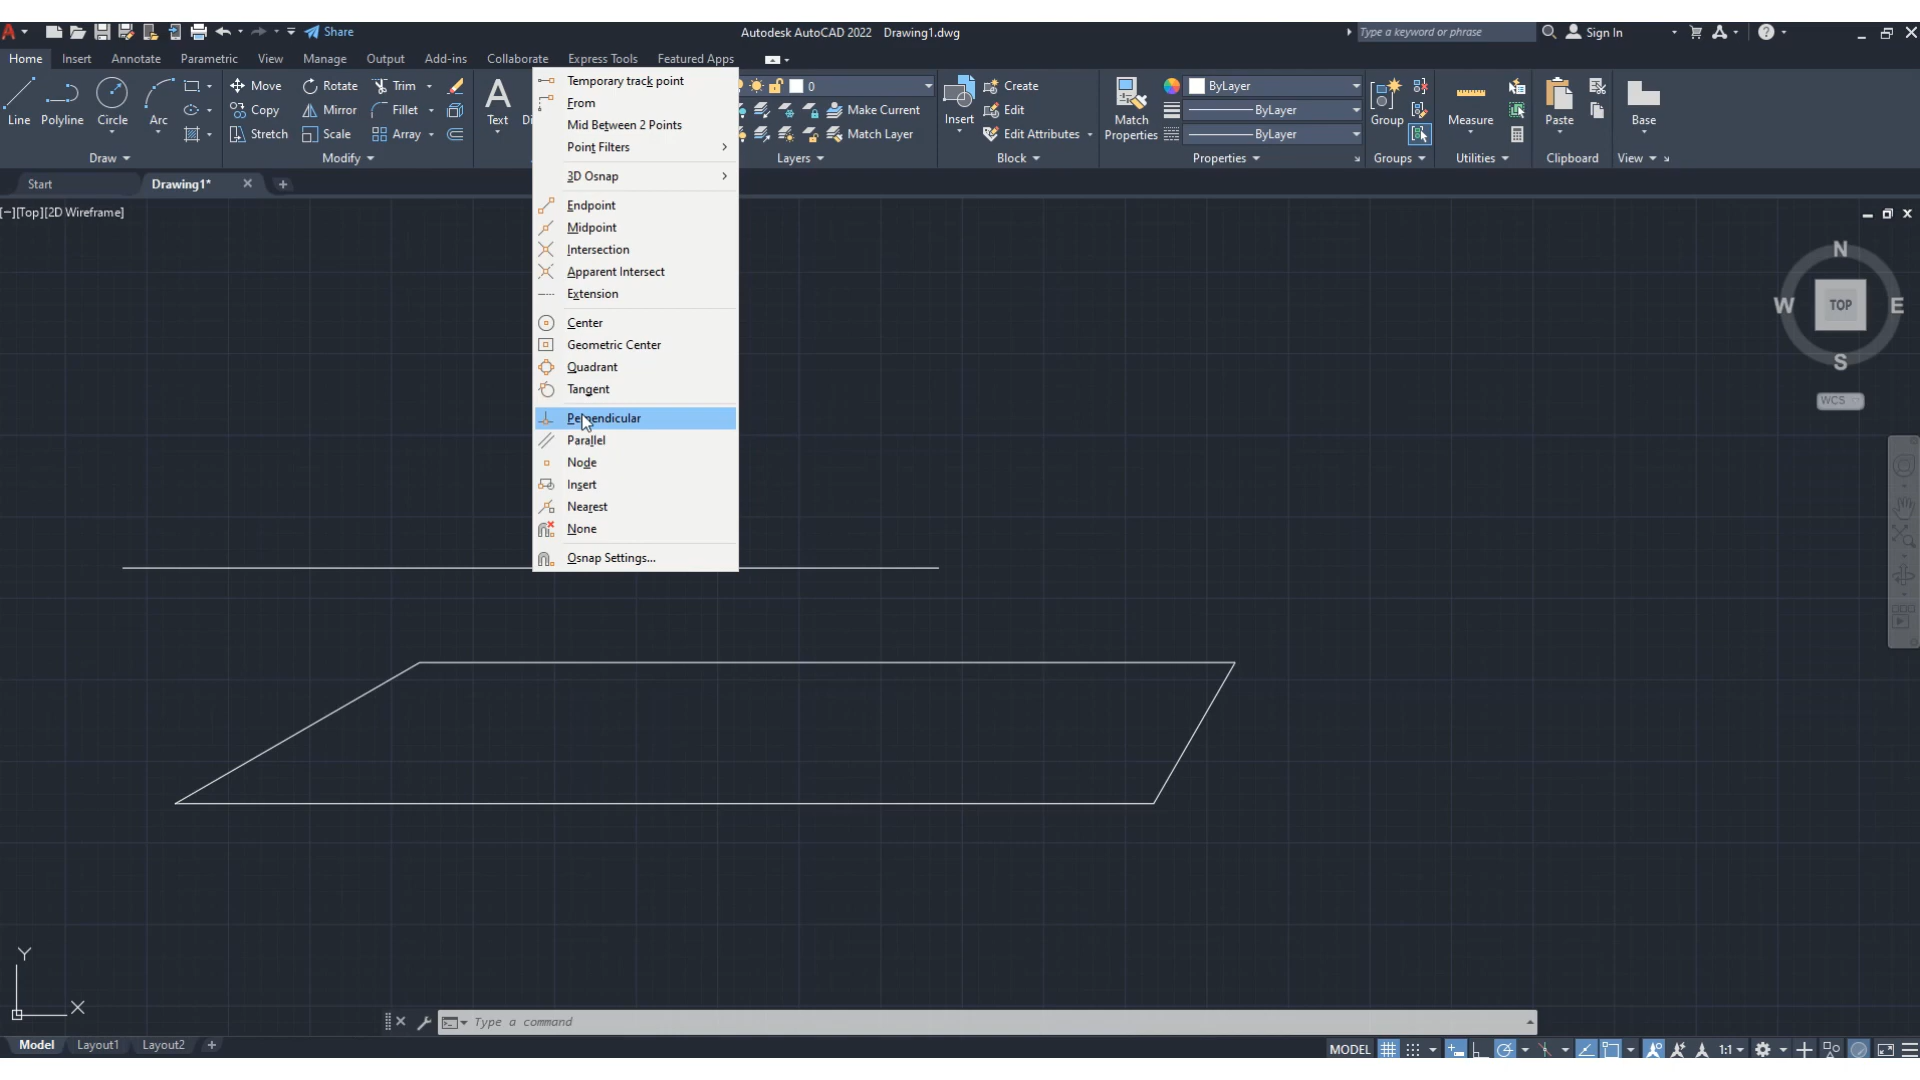 Share
Autodesk AutoCAD 2022 Drawing1.dwg
Type a keyword or phrase
Sign In
Home Insert Annotate Parametric View Manage Output Add-ins Collaborate Express Tools Featured Apps
Line
Polyline
Circle
Arc
Draw
Move
Copy
Stretch
Rotate
Mirror
Scale
Trim
Fillet
Array
Modify
Text
0
Make Current
Match Layer
Layers
Insert
Create
Edit
Edit Attributes
Block
Match
Properties
ByLayer
ByLayer
ByLayer
Properties
Group
Groups
Measure
Utilities
Paste
Clipboard
Base
View
Start
Drawing1*
[−][Top][2D Wireframe]
Temporary track point
From
Mid Between 2 Points
Point Filters
3D Osnap
Endpoint
Midpoint
Intersection
Apparent Intersect
Extension
Center
Geometric Center
Quadrant
Tangent
Perpendicular
Parallel
Node
Insert
Nearest
None
Osnap Settings...
N
W
TOP
E
S
WCS
Y
X
Type a command
Model Layout1 Layout2
MODEL
1:1